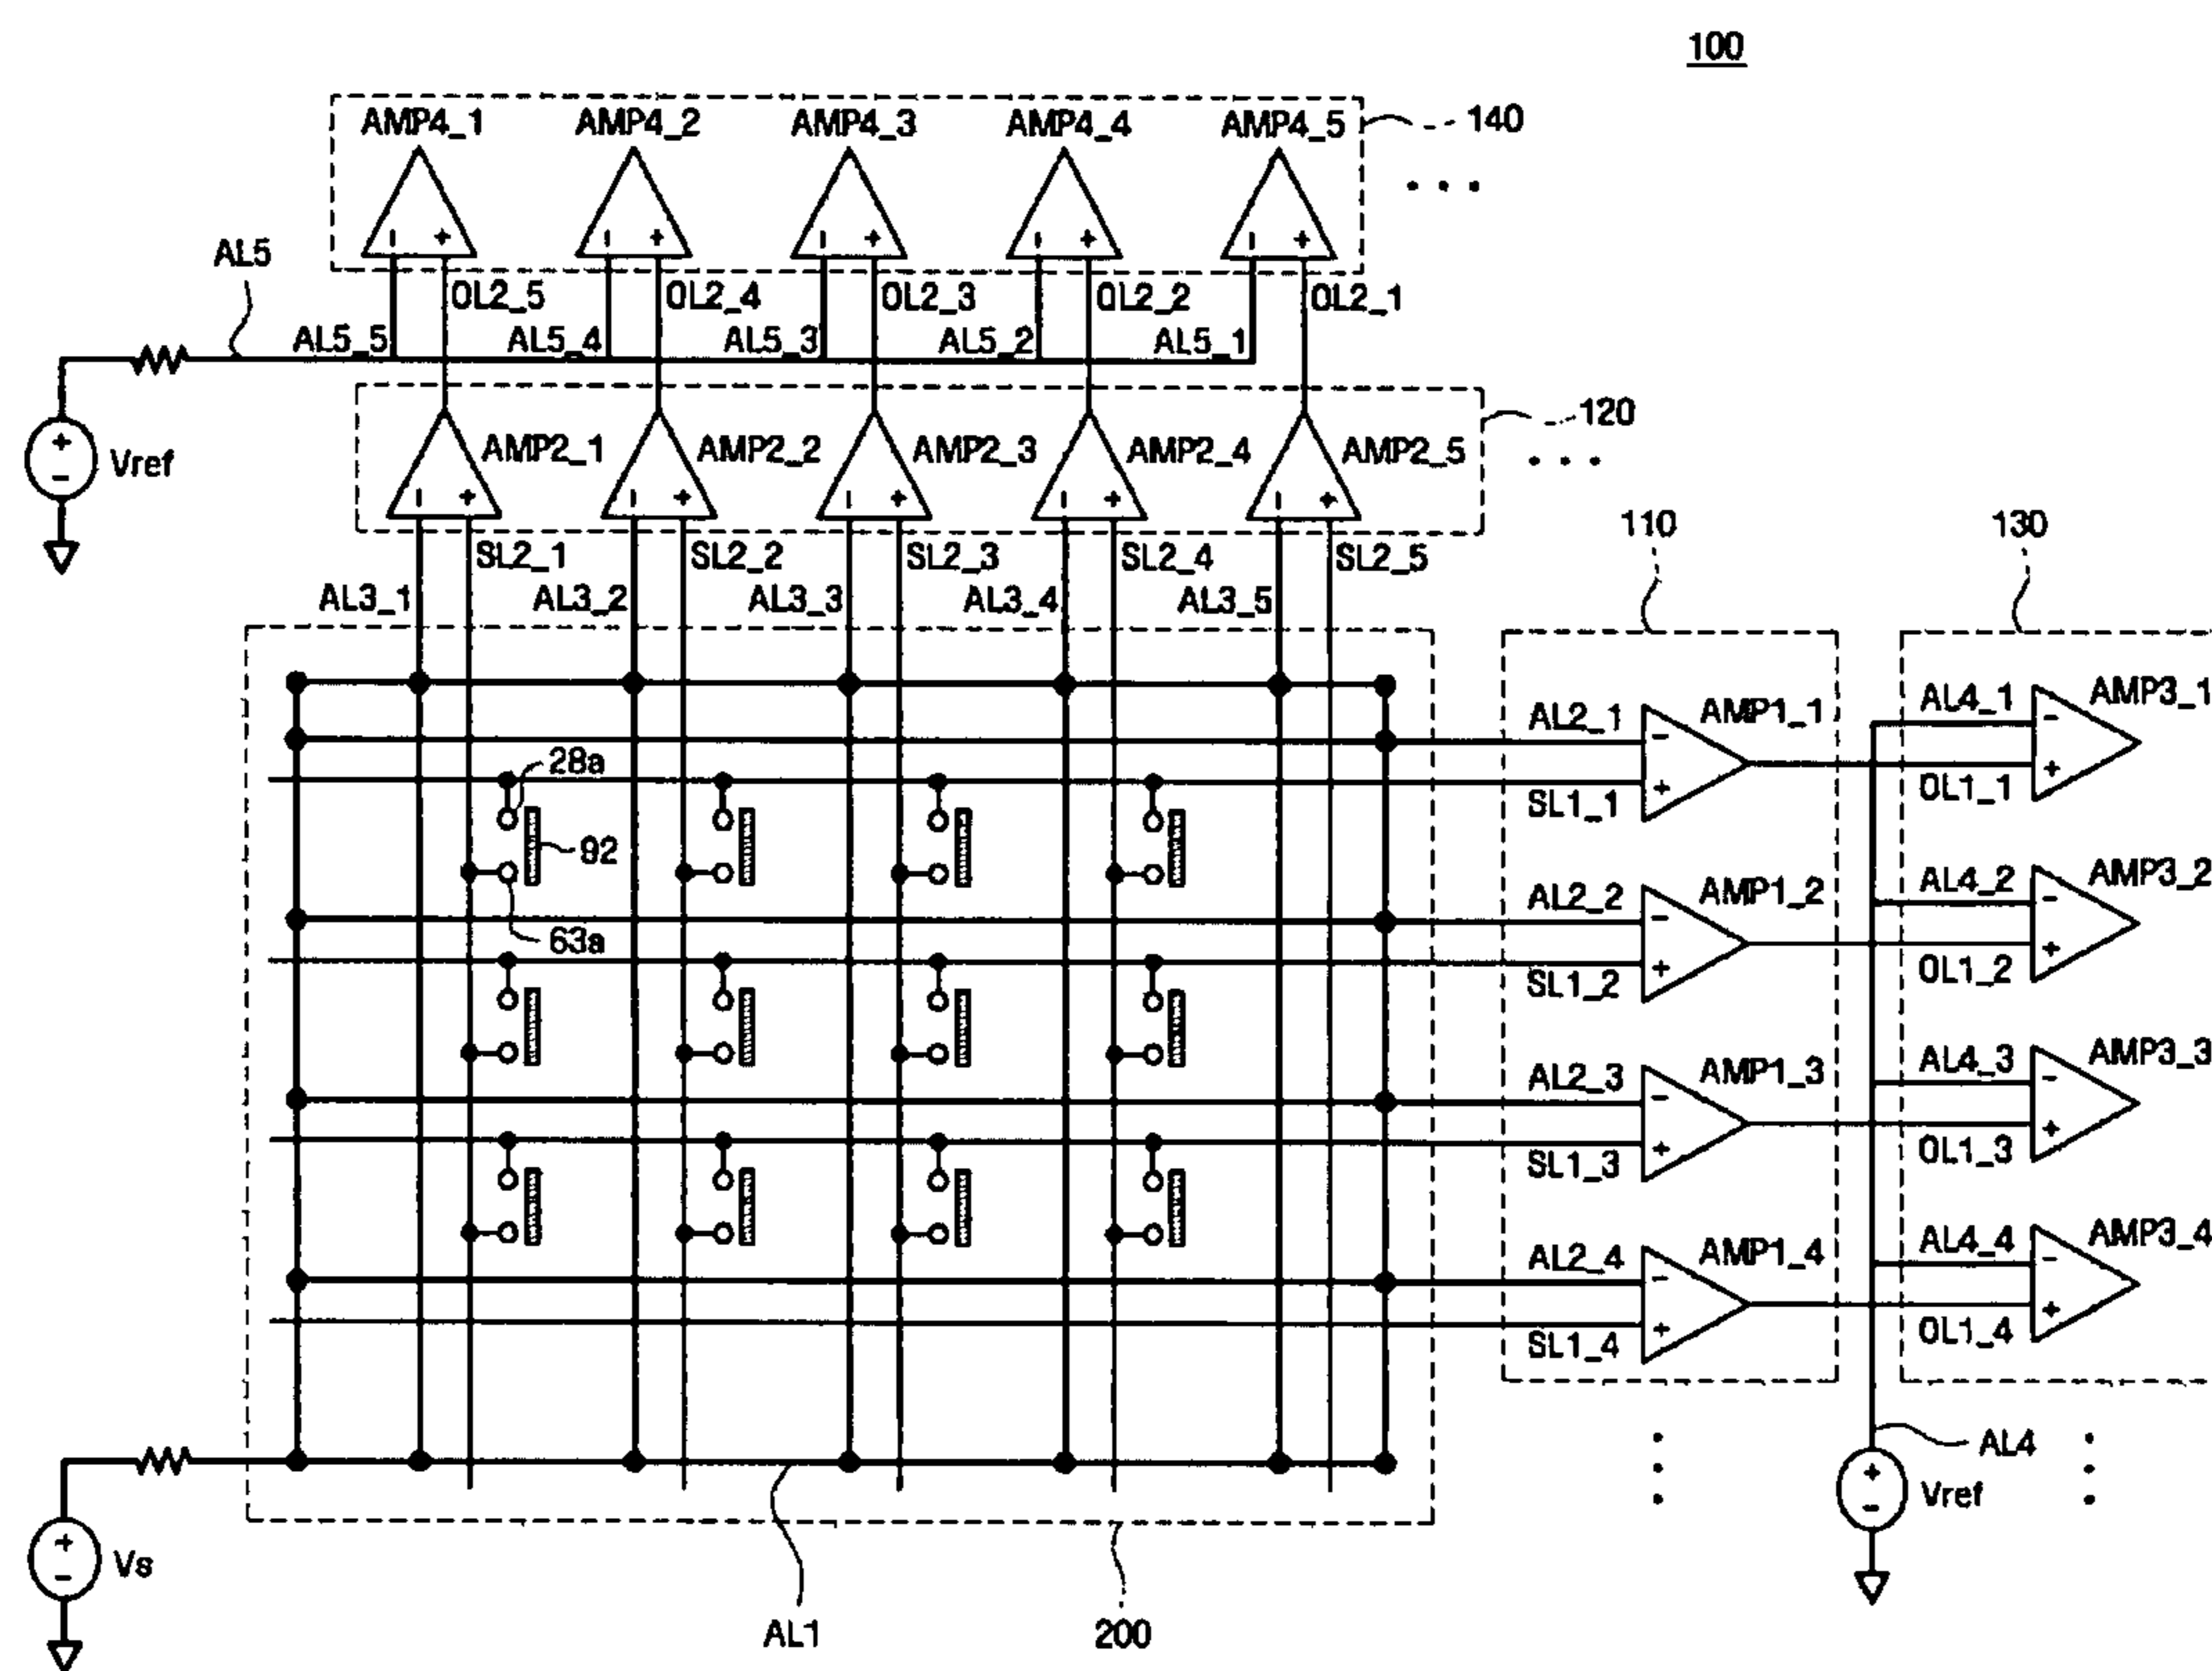 100
AMP4_1 AMP4_2 AMP4_3 AMP4_4 AMP4_5 140
- + - + - + - + - +
AL5 OL2_5 OL2_4 OL2_3 OL2_2 OL2_1
AL5_5 AL5_4 AL5_3 AL5_2 AL5_1
120
+ - Vref AMP2_1 AMP2_2 AMP2_3 AMP2_4 AMP2_5
- + - + - + - + - +
110 130
SL2_1 SL2_2 SL2_3 SL2_4 SL2_5
AL3_1 AL3_2 AL3_3 AL3_4 AL3_5
AL2_1 - AMP1_1 AL4_1 - AMP3_1
28a SL1_1 + OL1_1 +
92
AL2_2 - AMP1_2 AL4_2 - AMP3_2
63a SL1_2 + OL1_2 +
AL2_3 - AMP1_3 AL4_3 - AMP3_3
SL1_3 + OL1_3 +
AL2_4 - AMP1_4 AL4_4 - AMP3_4
SL1_4 + OL1_4 +
AL4
+ - Vref
+ - Vs
AL1 200